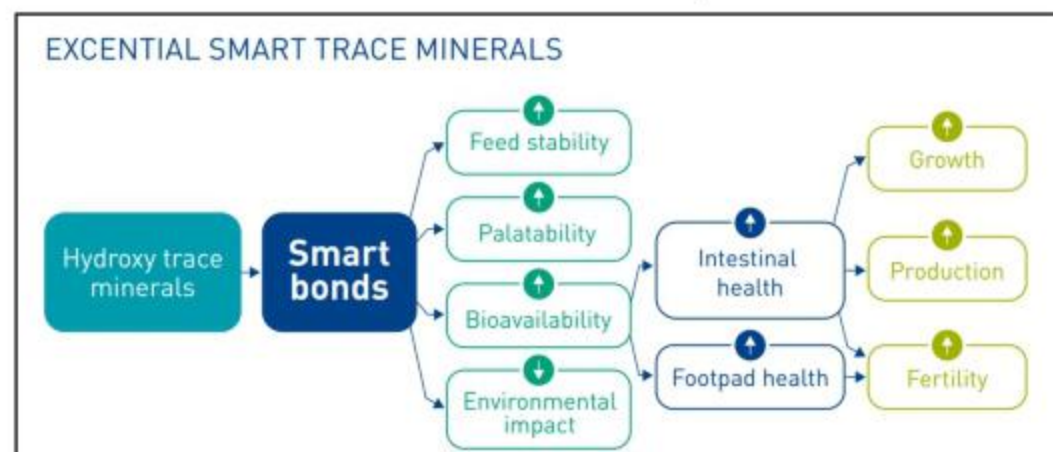 EXCENTIAL SMART TRACE MINERALS
Hydroxy trace
minerals
Smart
bonds
Feed stability
Palatability
Bioavailability
Environmental
impact
Intestinal
health
Footpad health
Growth
Production
Fertility